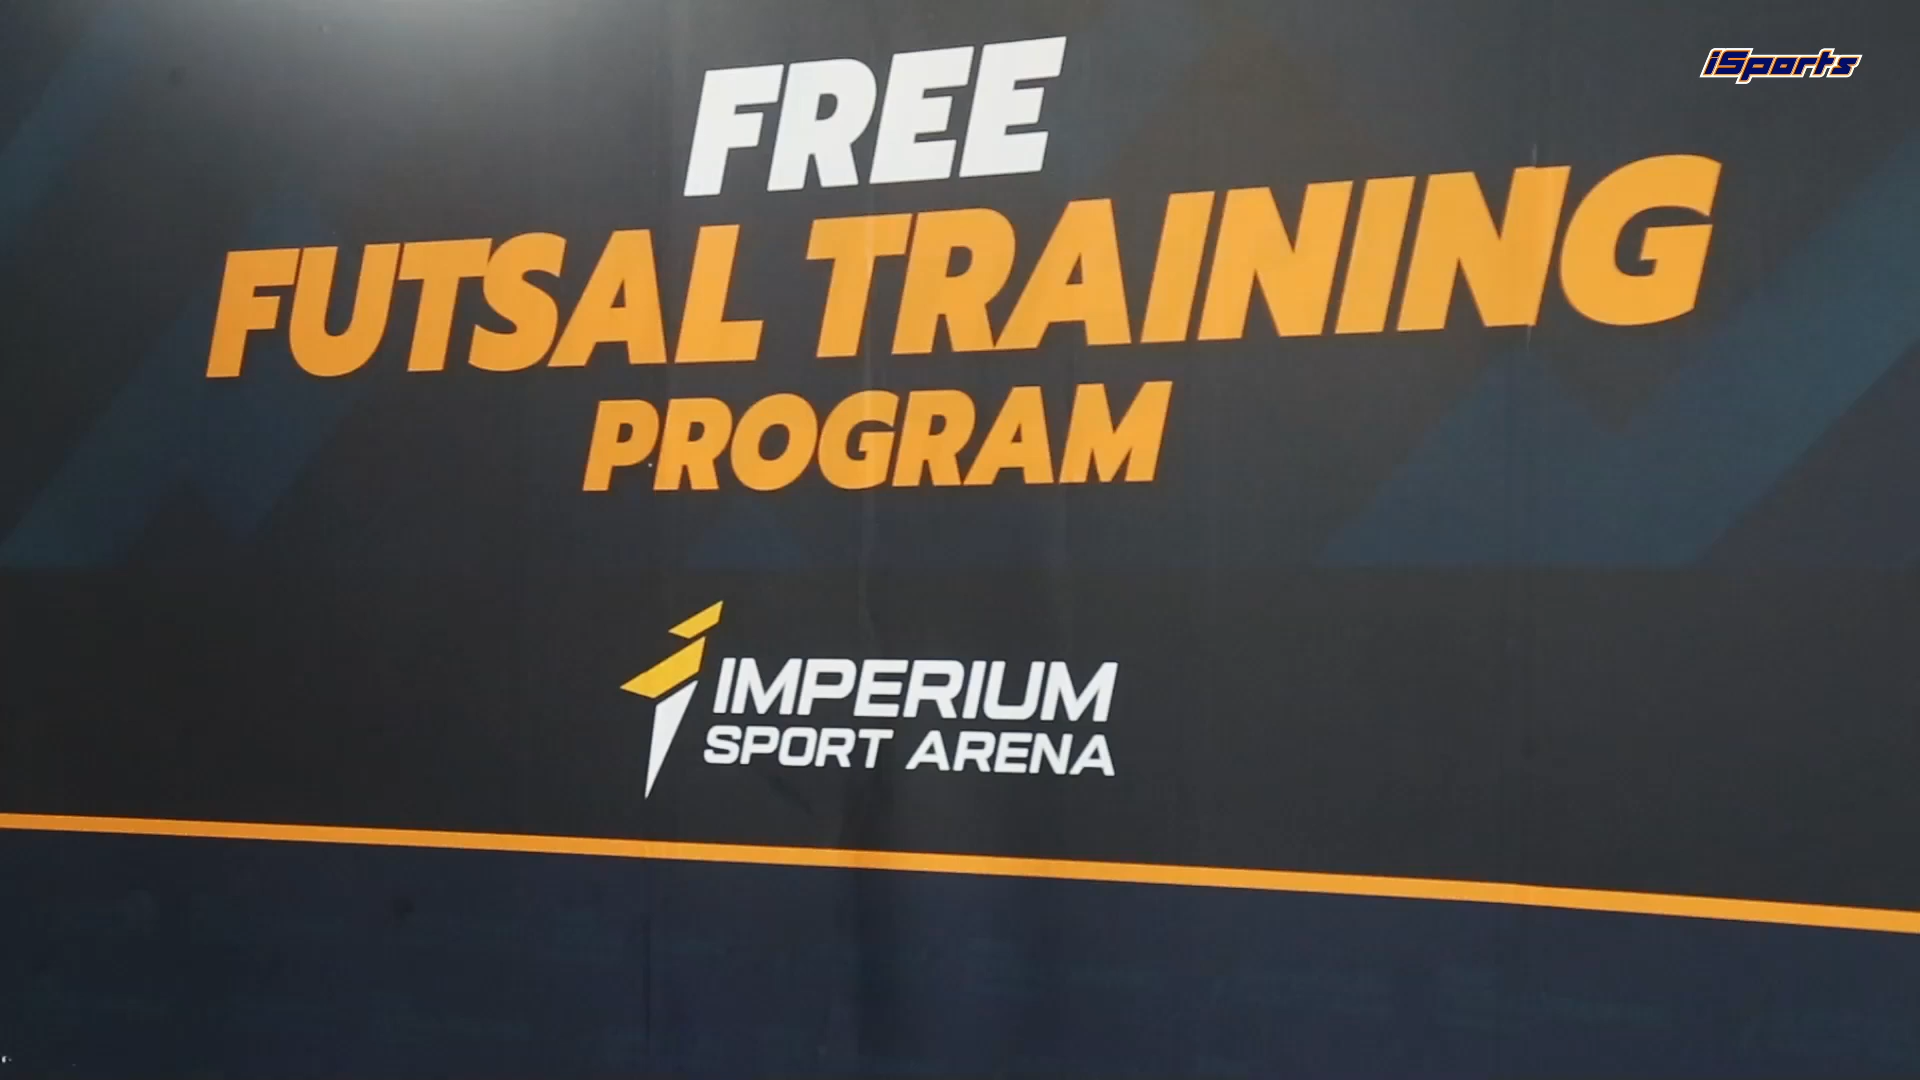 iSports
FREE
FUTSAL TRAINING
PROGRAM
IMPERIUM
SPORT ARENA